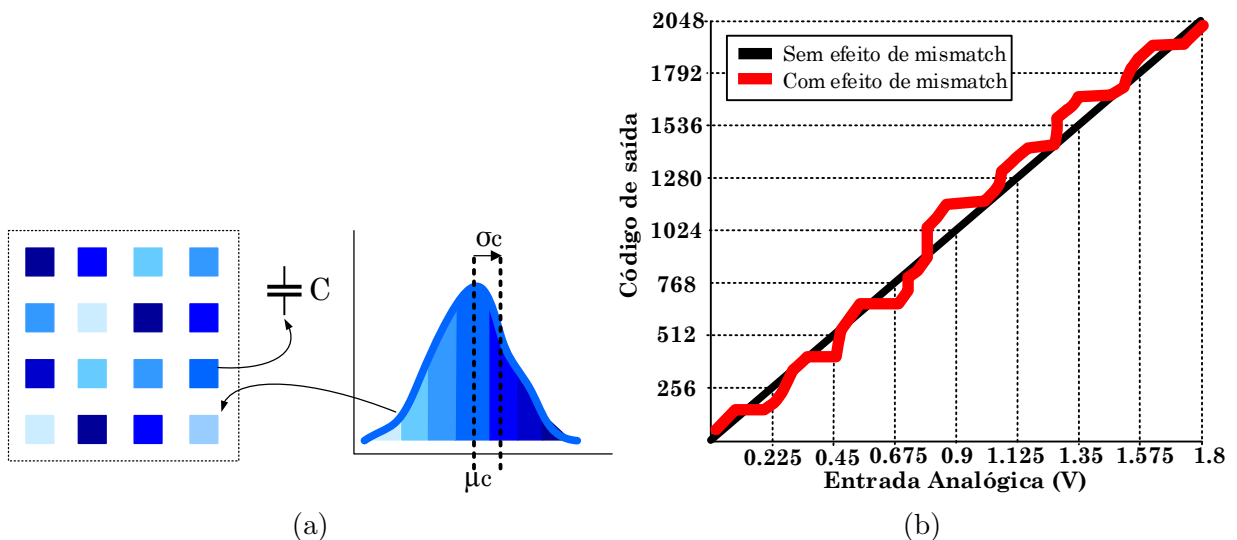 C
σc
μc
(a)
2048
1792
1536
1280
1024
768
512
256
Código de saída
Sem efeito de mismatch
Com efeito de mismatch
0.225 0.45 0.675 0.9 1.125 1.35 1.575 1.8
Entrada Analógica (V)
(b)